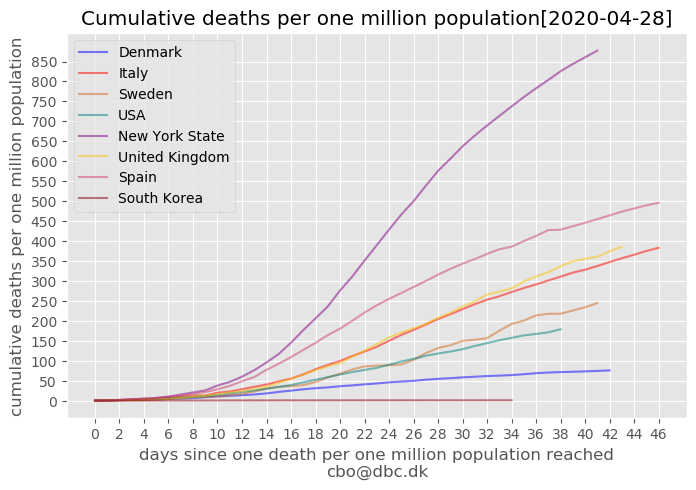 Cumulative deaths per one million population[2020-04-28]
cumulative deaths per one million population
850
800
750
700
650
600
550
500
450
400
350
300
250
200
150
100
50
0
Denmark
Italy
Sweden
USA
New York State
United Kingdom
Spain
South Korea
0 2 4 6 8 10 12 14 16 18 20 22 24 26 28 30 32 34 36 38 40 42 44 46
days since one death per one million population reached
cbo@dbc.dk